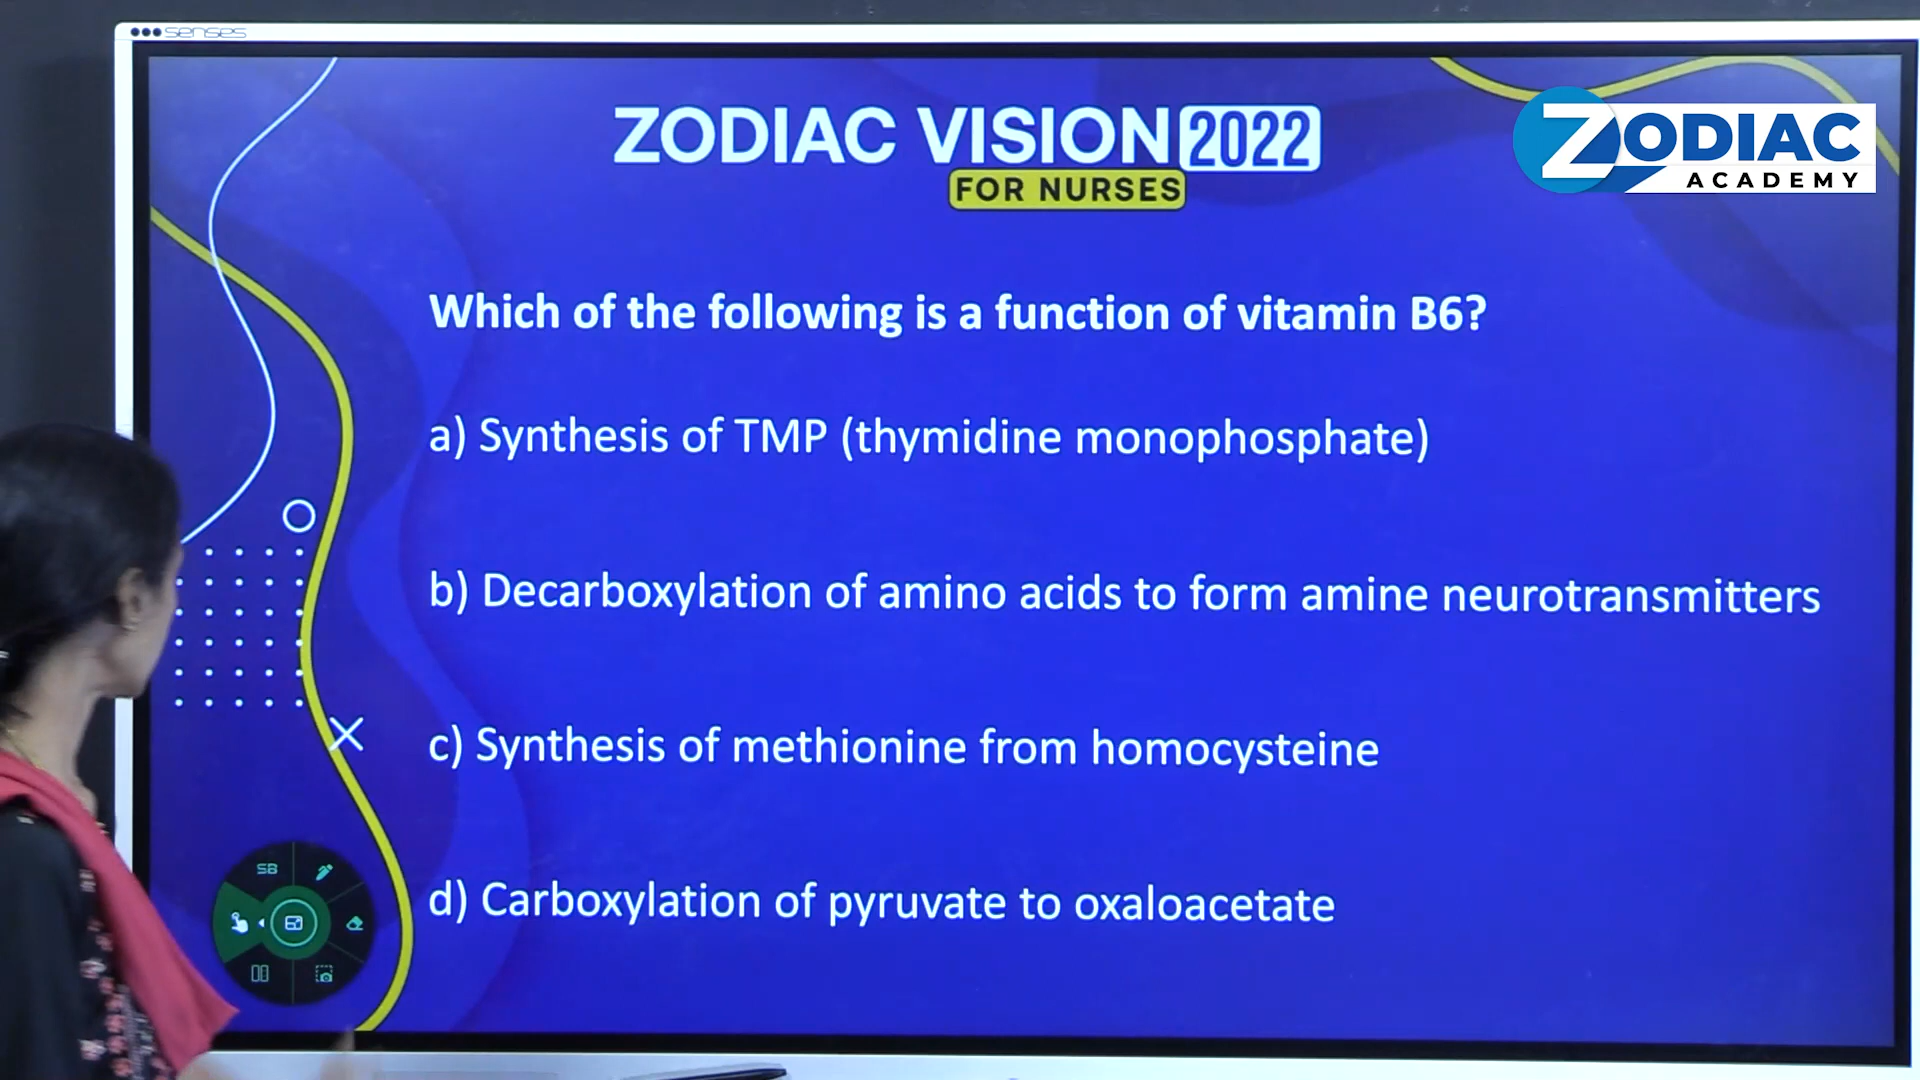 senses
ZODIAC VISION 2022
FOR NURSES
ZODIAC
ACADEMY
Which of the following is a function of vitamin B6?
a) Synthesis of TMP (thymidine monophosphate)
b) Decarboxylation of amino acids to form amine neurotransmitters
c) Synthesis of methionine from homocysteine
d) Carboxylation of pyruvate to oxaloacetate
SB